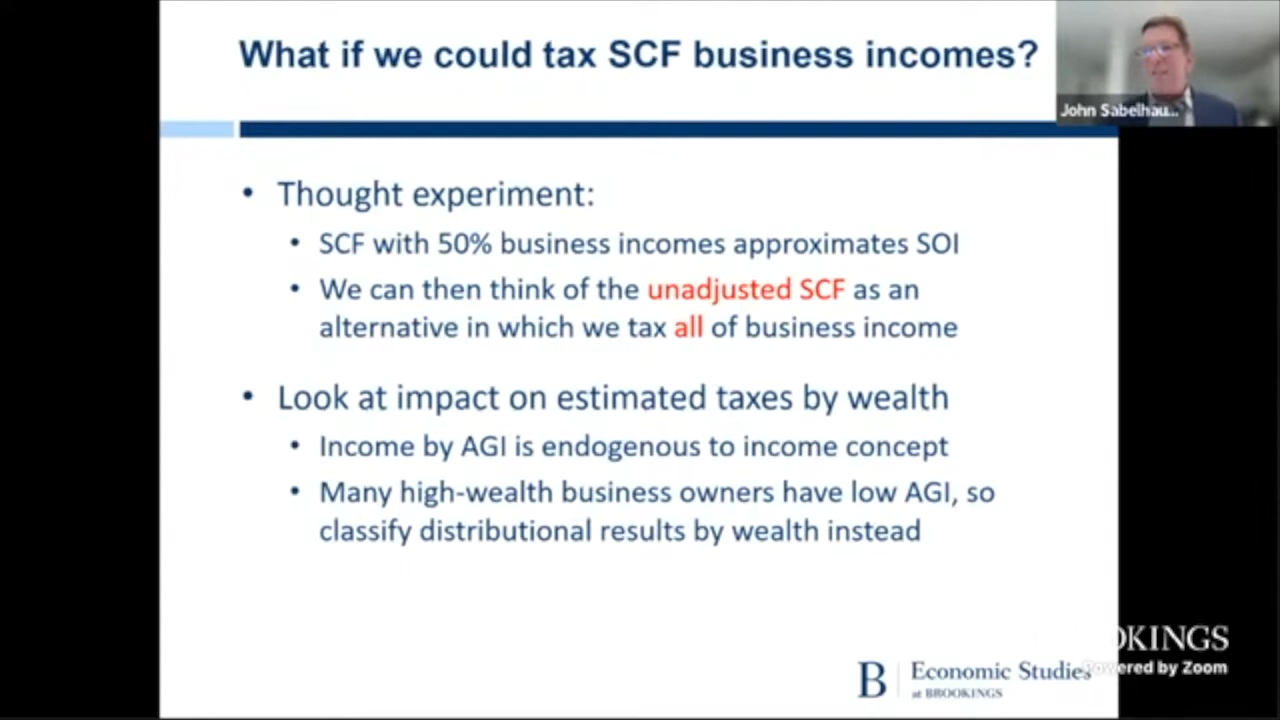 What if we could tax SCF business incomes?
John Sabelhau...
• Thought experiment:
• SCF with 50% business incomes approximates SOI
• We can then think of the unadjusted SCF as an
alternative in which we tax all of business income
• Look at impact on estimated taxes by wealth
• Income by AGI is endogenous to income concept
• Many high-wealth business owners have low AGI, so
classify distributional results by wealth instead
OKINGS
Powered by Zoom
B Economic Studies
at BROOKINGS